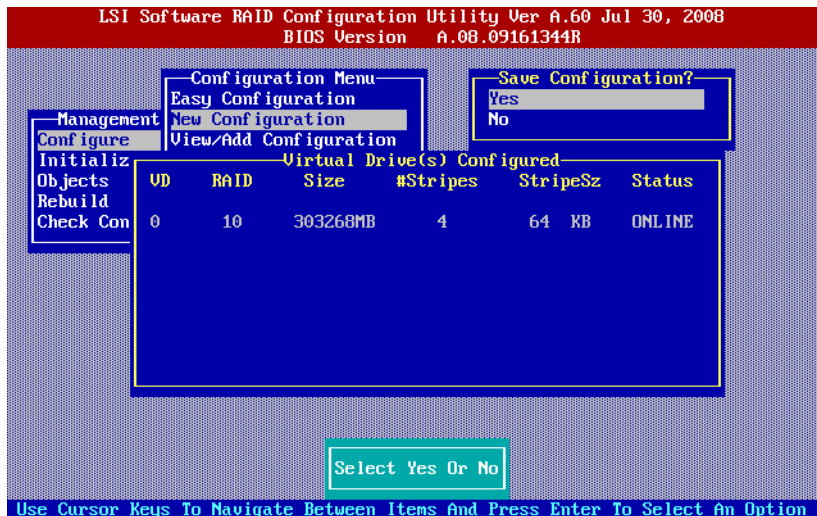 LSI Software RAID Configuration Utility Ver A.60 Jul 30, 2008
BIOS Version A.08.09161344R
Configuration Menu
Easy Configuration
New Configuration
View/Add Configuration
Save Configuration?
Yes
No
Management
Configure
Initializ
Objects
Rebuild
Check Con
Virtual Drive(s) Configured
VD RAID Size #Stripes StripeSz Status
0 10 303268MB 4 64 KB ONLINE
Select Yes Or No
Use Cursor Keys To Navigate Between Items And Press Enter To Select An Option